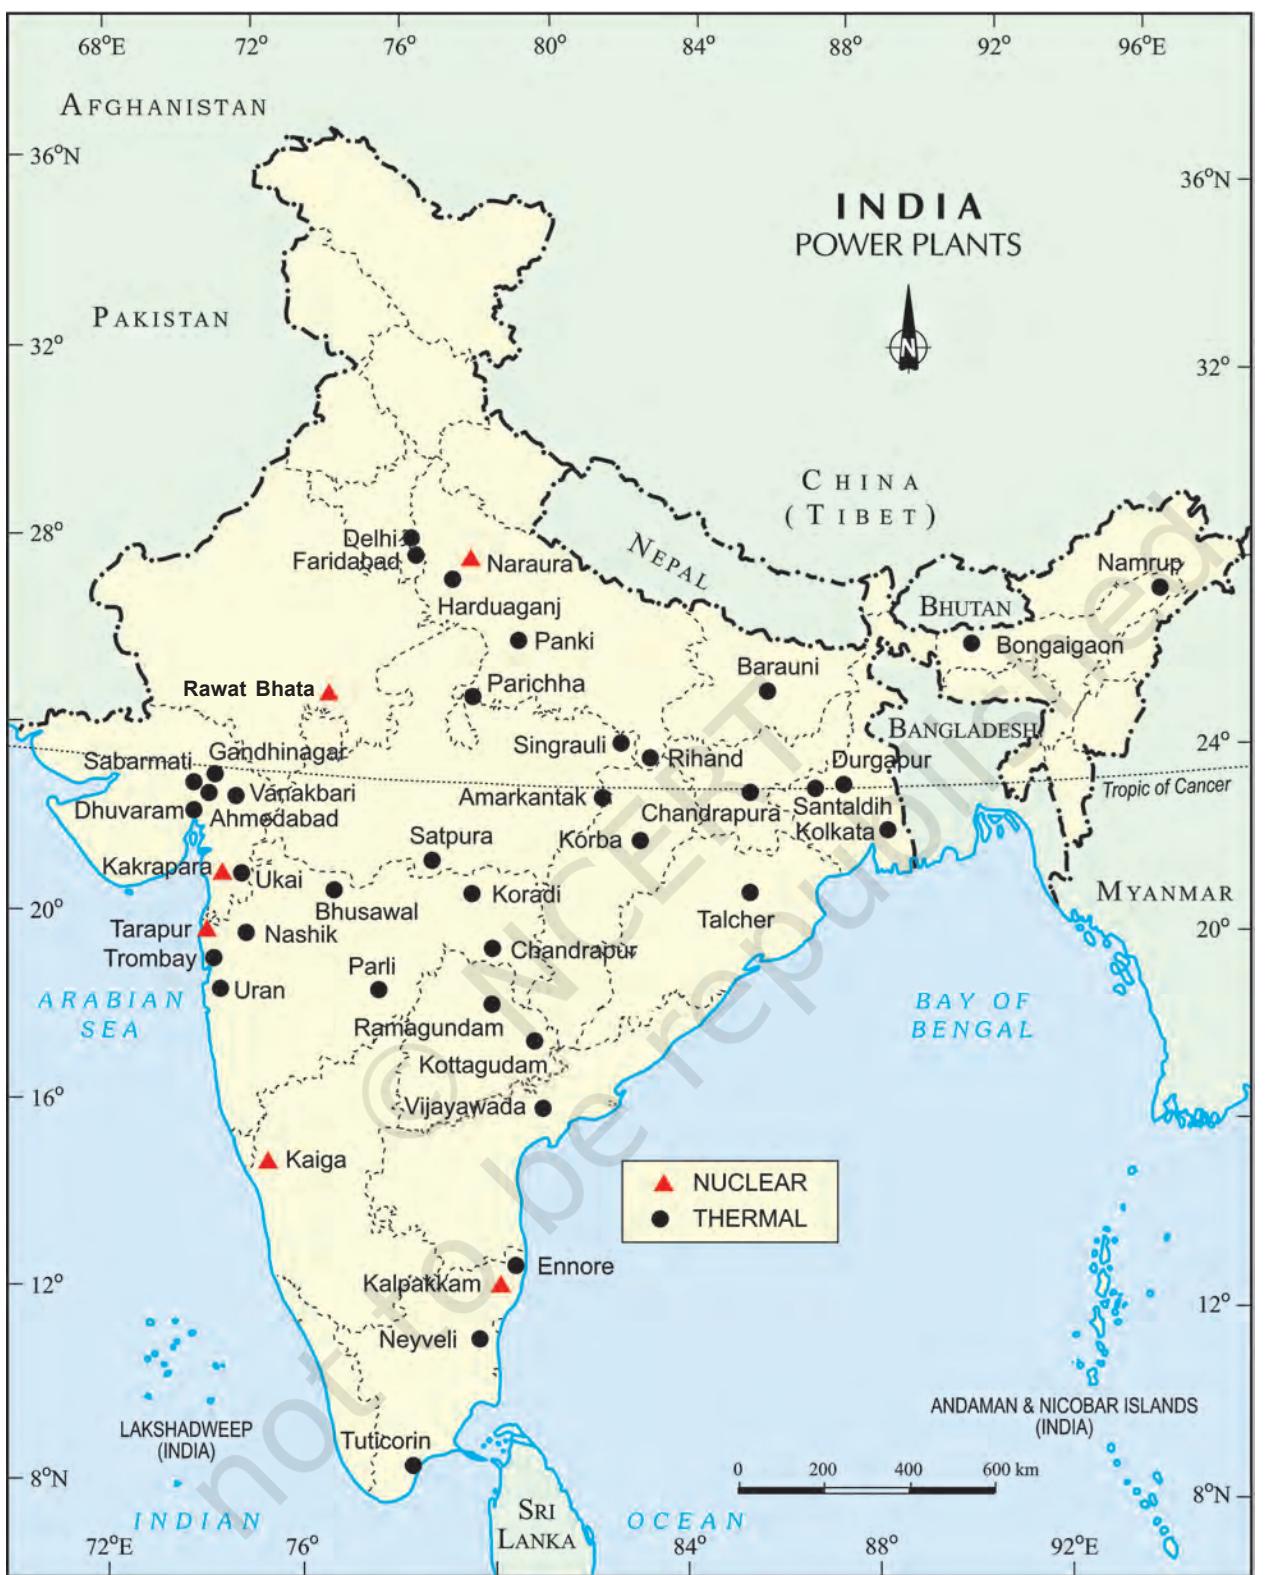 68°E 72° 76° 80° 84° 88° 92° 96°E
AFGHANISTAN
36°N
36°N
INDIA
POWER PLANTS
N
PAKISTAN
32°
32°
CHINA
(TIBET)
28°
Delhi
Faridabad
Naraura
NEPAL
Namrup
Harduaganj
BHUTAN
Panki
Bongaigaon
Barauni
Rawat Bhata
Parichha
BANGLADESH
24°
Singrauli
Rihand
Durgapur
Sabarmati
Gandhinagar
Tropic of Cancer
Dhuvaram
Vanakbari
Ahmedabad
Amarkantak
Chandrapura
Santaldih
Kolkata
Satpura
Korba
Kakrapara
Ukai
Bhusawal
Koradi
Talcher
MYANMAR
20°
20°
Tarapur
Nashik
Chandrapur
Trombay
Parli
Uran
ARABIAN
SEA
BAY OF
BENGAL
Ramagundam
Kottagudam
16°
Vijayawada
Kaiga
NUCLEAR
THERMAL
Ennore
Kalpakkam
12°
12°
Neyveli
LAKSHADWEEP
(INDIA)
ANDAMAN & NICOBAR ISLANDS
(INDIA)
Tuticorin
0 200 400 600 km
8°N
8°N
SRI
LANKA
INDIAN OCEAN
72°E 76° 84° 88° 92°E
© NCERT
not to be republished